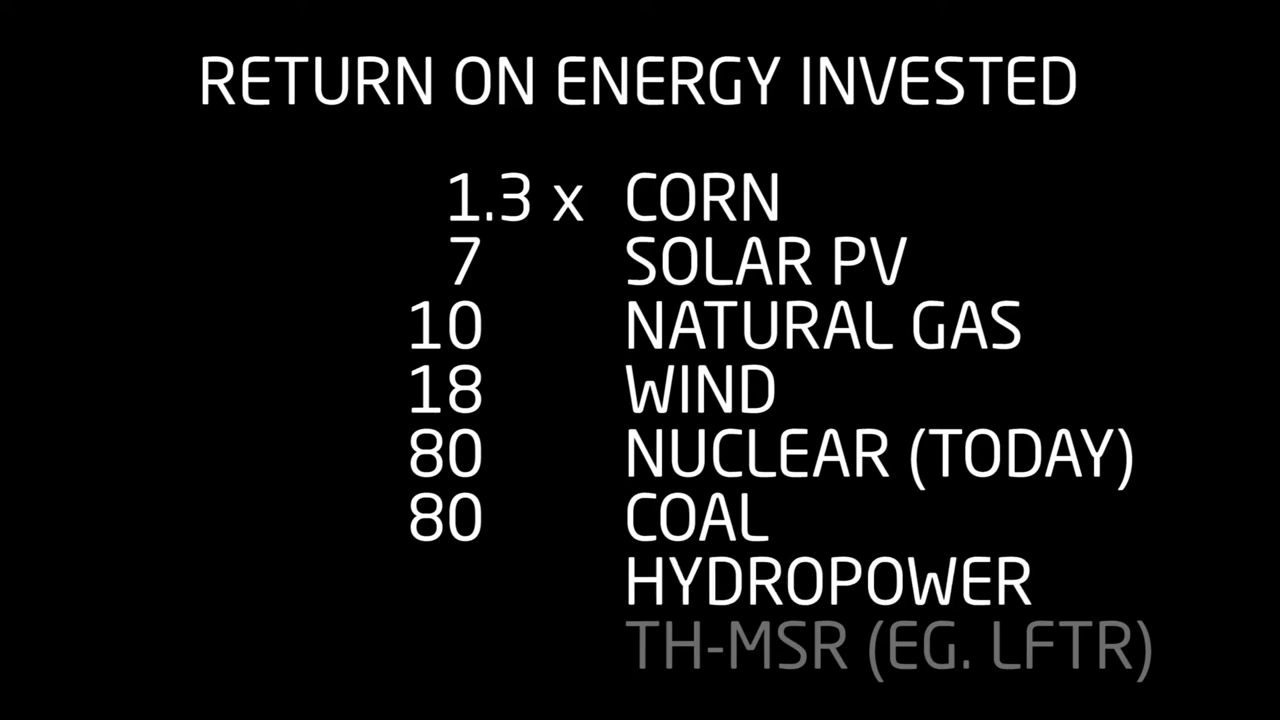 RETURN ON ENERGY INVESTED
1.3 x CORN
7 SOLAR PV
10 NATURAL GAS
18 WIND
80 NUCLEAR (TODAY)
80 COAL
HYDROPOWER
TH-MSR (EG. LFTR)